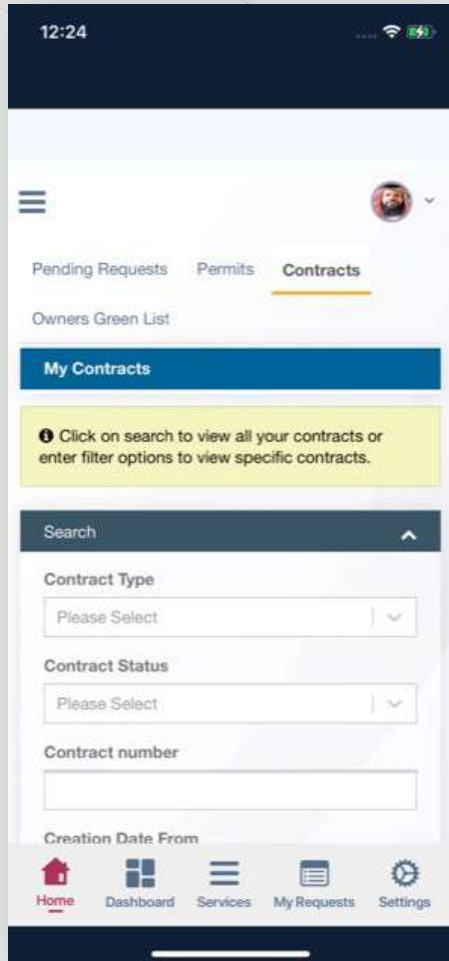 12:24
Pending Requests Permits Contracts
Owners Green List
My Contracts
Click on search to view all your contracts or
enter filter options to view specific contracts.
Search
Contract Type
Please Select
Contract Status
Please Select
Contract number
Creation Date From
Home Dashboard Services My Requests Settings